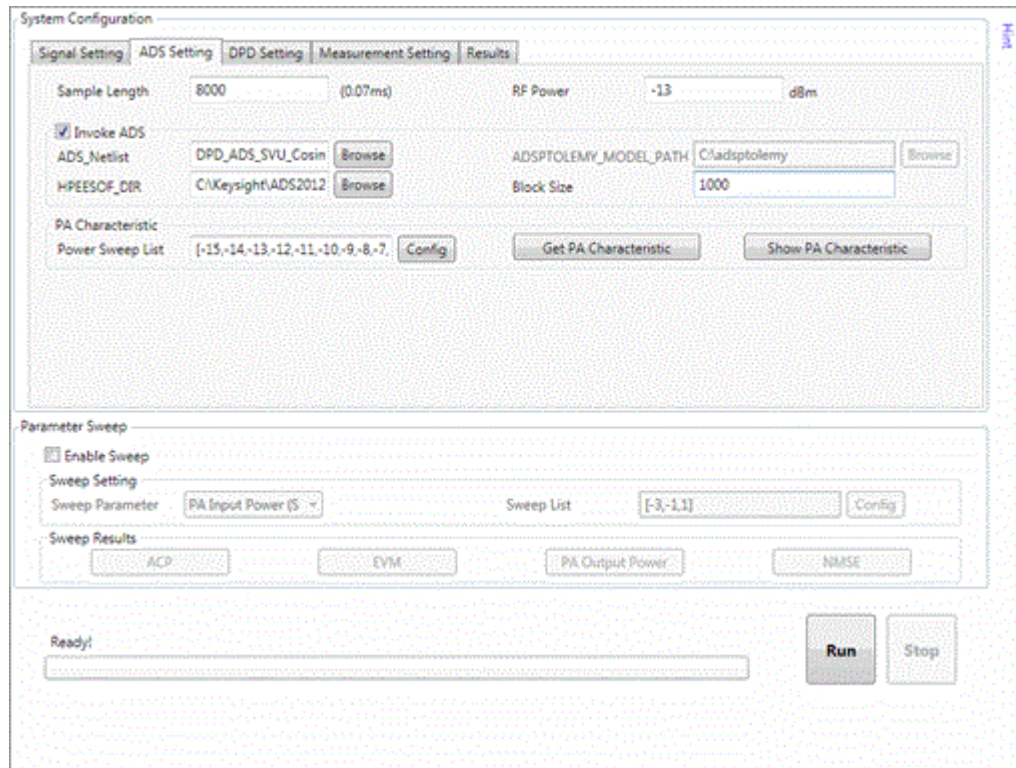 System Configuration
Hint
Signal Setting ADS Setting DPD Setting Measurement Setting Results
Sample Length 8000 (0.07ms) RF Power -13 dBm
Invoke ADS
ADS_Netlist DPD_ADS_SVU_Cosin Browse ADSPTOLEMY_MODEL_PATH C:\adsptolemy Browse
HPEESOF_DIR C:\Keysight\ADS2012 Browse Block Size 1000
PA Characteristic
Power Sweep List [-15,-14,-13,-12,-11,-10,-9,-8,-7, Config Get PA Characteristic Show PA Characteristic
Parameter Sweep
Enable Sweep
Sweep Setting
Sweep Parameter PA Input Power (S Sweep List [-3,-1,1] Config
Sweep Results
ACP EVM PA Output Power NMSE
Ready!
Run Stop